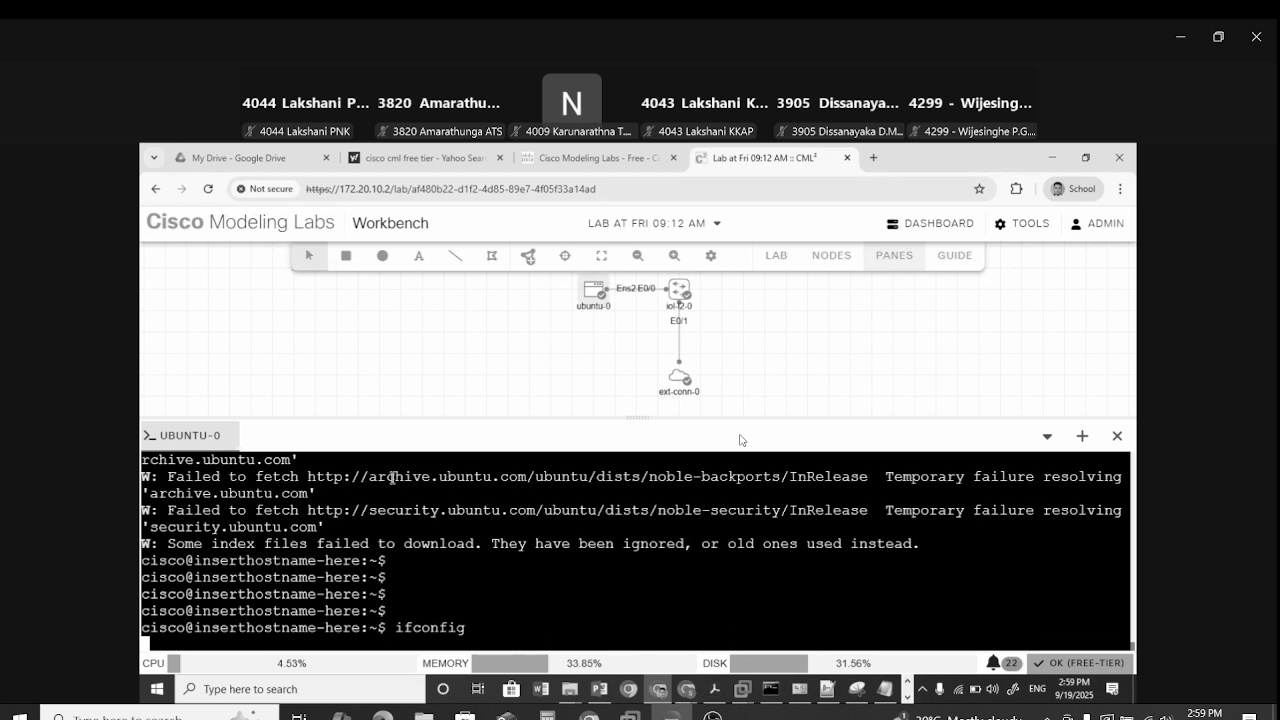 4044 Lakshani P... 3820 Amarathu... N 4043 Lakshani K... 3905 Dissanaya... 4299 - Wijesing...
4044 Lakshani PNK 3820 Amarathunga ATS 4009 Karunarathna T... 4043 Lakshani KKAP 3905 Dissanayaka D.M... 4299 - Wijesinghe P.G....
My Drive - Google Drive cisco cml free tier - Yahoo Sear Cisco Modeling Labs - Free - Ci Lab at Fri 09:12 AM :: CML²
Not secure https://172.20.10.2/lab/af480b22-d1f2-4d85-89e7-4f05f33a14ad School
Cisco Modeling Labs Workbench LAB AT FRI 09:12 AM DASHBOARD TOOLS ADMIN
A LAB NODES PANES GUIDE
Ens2 E0/0
ubuntu-0 iol-l2-0
E0/1
ext-conn-0
UBUNTU-0
rchive.ubuntu.com'
W: Failed to fetch http://archive.ubuntu.com/ubuntu/dists/noble-backports/InRelease Temporary failure resolving
'archive.ubuntu.com'
W: Failed to fetch http://security.ubuntu.com/ubuntu/dists/noble-security/InRelease Temporary failure resolving
'security.ubuntu.com'
W: Some index files failed to download. They have been ignored, or old ones used instead.
cisco@inserthostname-here:~$
cisco@inserthostname-here:~$
cisco@inserthostname-here:~$
cisco@inserthostname-here:~$
cisco@inserthostname-here:~$ ifconfig
CPU 4.53% MEMORY 33.85% DISK 31.56% 22 OK (FREE-TIER)
Type here to search ENG 2:59 PM
9/19/2025
Type here to search Mostly cloudy 2:59 PM